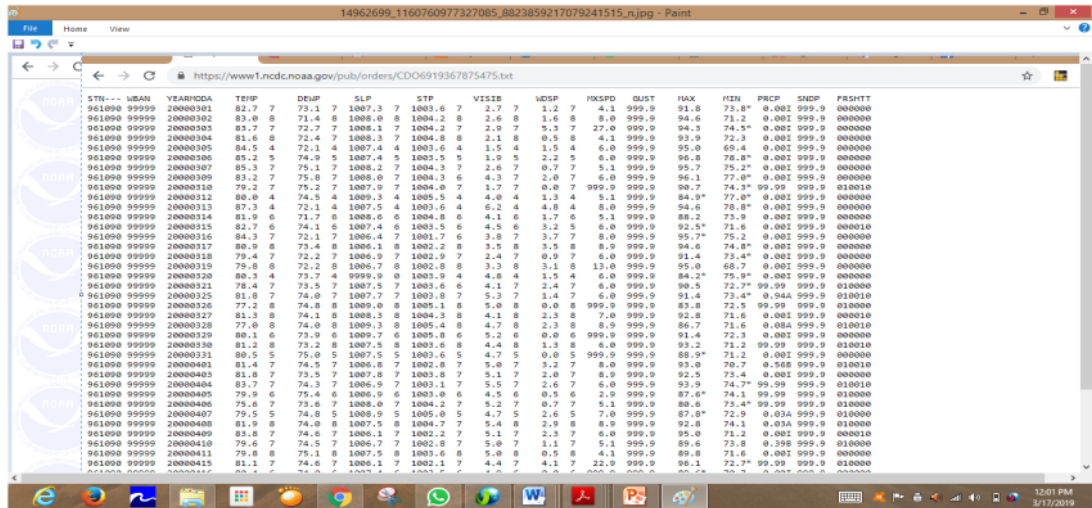 14962699_1160760977327085_8823859217079241515_n.jpg - Paint
File Home View
https://www1.ncdc.noaa.gov/pub/orders/CDO6919367875475.txt
STN--- WBAN YEARMODA TEMP DEWP SLP STP VISIB WDSP MXSPD GUST MAX MIN PRCP SNDP FRSHTT
961090 99999 20000301 82.7 7 73.1 7 1007.3 7 1003.6 7 2.7 7 1.2 7 4.1 999.9 91.8 73.8* 0.00I 999.9 000000
961090 99999 20000302 83.0 8 71.4 8 1008.0 8 1004.2 8 2.6 8 1.6 8 8.0 999.9 94.6 71.2 0.00I 999.9 000000
961090 99999 20000303 83.7 7 72.7 7 1008.1 7 1004.2 7 2.9 7 5.3 7 27.0 999.9 94.3 74.5* 0.00I 999.9 000000
961090 99999 20000304 81.6 8 72.4 7 1008.3 7 1004.8 8 2.1 8 0.5 8 4.1 999.9 93.9 72.3 0.00I 999.9 000000
961090 99999 20000305 84.5 4 72.1 4 1007.4 4 1003.6 4 1.5 4 1.5 4 6.0 999.9 95.0 69.4 0.00I 999.9 000000
961090 99999 20000306 85.2 5 74.9 5 1007.4 5 1003.5 5 1.9 5 2.2 5 6.0 999.9 96.8 78.8* 0.00I 999.9 000000
961090 99999 20000307 85.3 7 75.1 7 1008.2 7 1004.3 7 2.6 7 0.7 7 5.1 999.9 95.7 75.2* 0.00I 999.9 000000
961090 99999 20000309 83.2 7 75.8 7 1008.0 7 1004.3 6 4.3 7 2.0 7 6.0 999.9 96.1 77.0* 0.00I 999.9 000000
961090 99999 20000310 79.2 7 75.2 7 1007.9 7 1004.0 7 1.7 7 0.0 7 999.9 999.9 90.7 74.3* 99.99 999.9 010010
961090 99999 20000312 80.0 4 74.5 4 1009.3 4 1005.5 4 4.0 4 1.3 4 5.1 999.9 84.9* 77.0* 0.00I 999.9 000000
961090 99999 20000313 87.3 4 72.1 4 1007.5 4 1003.6 4 6.2 4 4.8 4 8.0 999.9 94.6 78.8* 0.00I 999.9 000000
961090 99999 20000314 81.9 6 71.7 6 1008.6 6 1004.8 6 4.1 6 1.7 6 5.1 999.9 88.2 73.9 0.00I 999.9 000000
961090 99999 20000315 82.7 6 74.1 6 1007.4 6 1003.5 6 4.5 6 3.2 5 6.0 999.9 92.5* 71.6 0.00I 999.9 000010
961090 99999 20000316 84.3 7 72.1 7 1006.4 7 1001.7 6 3.8 7 3.7 7 8.0 999.9 95.7* 75.2 0.00I 999.9 000000
961090 99999 20000317 80.9 8 73.4 8 1006.1 8 1002.2 8 3.5 8 3.5 8 8.9 999.9 94.6 74.8* 0.00I 999.9 000000
961090 99999 20000318 79.4 7 72.2 7 1006.9 7 1002.9 7 2.4 7 0.9 7 6.0 999.9 91.4 73.4* 0.00I 999.9 000000
961090 99999 20000319 79.8 8 72.2 8 1006.7 8 1002.8 8 3.3 8 3.1 8 13.0 999.9 95.0 68.7 0.00I 999.9 000000
961090 99999 20000320 80.3 4 73.7 4 9999.9 0 1003.9 4 4.8 4 1.5 4 6.0 999.9 84.2* 75.9* 0.00I 999.9 000000
961090 99999 20000321 78.4 7 73.5 7 1007.5 7 1003.6 6 4.1 7 2.4 7 6.0 999.9 90.5 72.7* 99.99 999.9 010010
961090 99999 20000325 81.8 7 74.0 7 1007.7 7 1003.8 7 5.3 7 1.4 7 6.0 999.9 91.4 73.4* 0.94A 999.9 010010
961090 99999 20000326 77.2 8 74.8 8 1009.0 8 1005.1 8 5.0 8 0.0 8 999.9 999.9 83.8 72.5 99.99 999.9 010000
961090 99999 20000327 81.3 8 74.1 8 1008.3 8 1004.3 8 4.1 8 2.3 8 7.0 999.9 92.8 71.6 0.00I 999.9 000010
961090 99999 20000328 77.0 8 74.0 8 1009.3 8 1005.4 8 4.7 8 2.3 8 8.9 999.9 86.7 71.6 0.08A 999.9 010010
961090 99999 20000329 80.1 6 73.9 6 1009.7 6 1005.8 6 5.2 6 0.0 6 999.9 999.9 91.4 72.3 0.00I 999.9 000000
961090 99999 20000330 81.2 8 73.2 8 1007.5 8 1003.6 8 4.4 8 1.3 8 6.0 999.9 93.2 71.2 99.99 999.9 010010
961090 99999 20000331 80.5 5 75.0 5 1007.5 5 1003.6 5 4.7 5 0.0 5 999.9 999.9 88.9* 71.2 0.00I 999.9 000000
961090 99999 20000401 81.4 7 74.5 7 1006.8 7 1002.8 7 5.0 7 3.2 7 8.0 999.9 93.0 70.7 0.56B 999.9 010010
961090 99999 20000403 81.8 7 73.5 7 1007.8 7 1003.8 7 5.1 7 2.0 7 8.9 999.9 92.5 73.4 0.00I 999.9 000000
961090 99999 20000404 83.7 7 74.3 7 1006.9 7 1003.1 7 5.5 7 2.6 7 6.0 999.9 93.9 74.7* 99.99 999.9 010010
961090 99999 20000405 79.9 6 75.4 6 1006.9 6 1003.0 6 4.5 6 0.5 6 2.9 999.9 87.6* 74.1 99.99 999.9 010000
961090 99999 20000406 75.6 7 73.6 7 1008.0 7 1004.2 7 5.2 7 0.7 7 5.1 999.9 80.6 73.4* 99.99 999.9 010000
961090 99999 20000407 79.5 5 74.8 5 1008.9 5 1005.0 5 4.7 5 2.6 5 7.0 999.9 87.8* 72.9 0.03A 999.9 010000
961090 99999 20000408 81.9 8 74.0 8 1008.5 8 1004.7 7 5.4 8 2.9 8 8.9 999.9 92.8 74.1 0.03A 999.9 010000
961090 99999 20000409 83.8 7 74.6 7 1006.1 7 1002.2 7 5.1 7 2.3 7 6.0 999.9 95.0 71.2 0.00I 999.9 000010
961090 99999 20000410 79.6 7 74.5 7 1006.7 7 1002.8 7 5.0 7 1.1 7 5.1 999.9 89.6 73.8 0.39B 999.9 010000
961090 99999 20000411 79.8 8 75.1 8 1007.5 8 1003.6 8 5.0 8 0.5 8 4.1 999.9 89.8 71.6 0.00I 999.9 000000
961090 99999 20000415 81.1 7 74.6 7 1006.1 7 1002.1 7 4.4 7 4.1 7 22.9 999.9 96.1 72.7* 99.99 999.9 010010
12:01 PM
3/17/2019